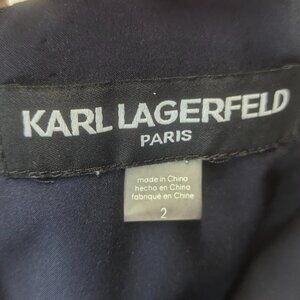 KARL LAGERFELD
PARIS
made in China
hecho en China
fabriqué en Chine
2